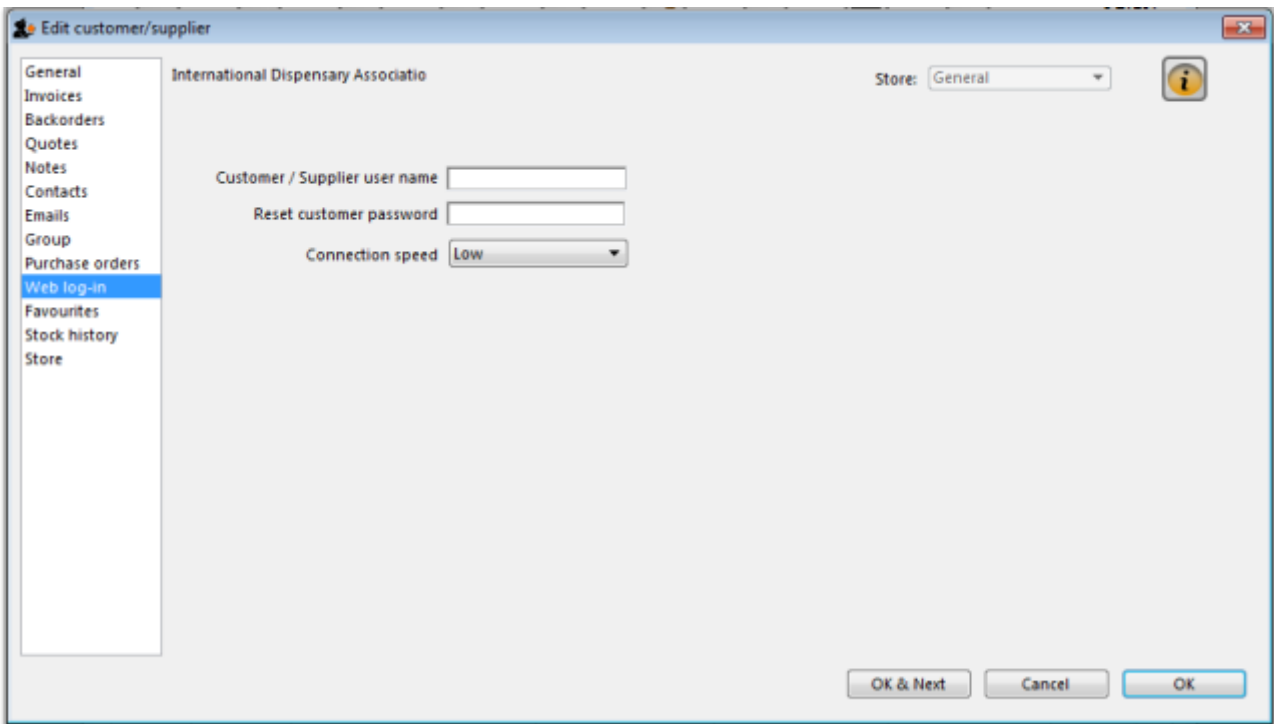 Edit customer/supplier
General
Invoices
Backorders
Quotes
Notes
Contacts
Emails
Group
Purchase orders
Web log-in
Favourites
Stock history
Store
International Dispensary Associatio
Store: General
Customer / Supplier user name
Reset customer password
Connection speed Low
OK & Next Cancel OK